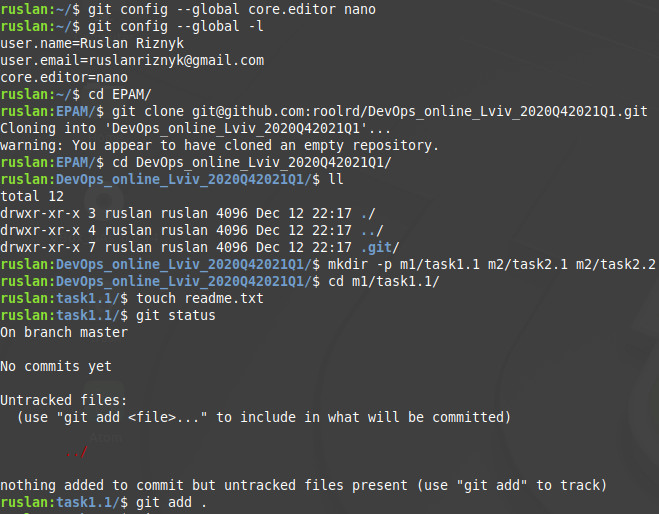 ruslan:~/$ git config --global core.editor nano
ruslan:~/$ git config --global -l
user.name=Ruslan Riznyk
user.email=ruslanriznyk@gmail.com
core.editor=nano
ruslan:~/$ cd EPAM/
ruslan:EPAM/$ git clone git@github.com:roolrd/DevOps_online_Lviv_2020Q42021Q1.git
Cloning into 'DevOps_online_Lviv_2020Q42021Q1'...
warning: You appear to have cloned an empty repository.
ruslan:EPAM/$ cd DevOps_online_Lviv_2020Q42021Q1/
ruslan:DevOps_online_Lviv_2020Q42021Q1/$ ll
total 12
drwxr-xr-x 3 ruslan ruslan 4096 Dec 12 22:17 ./
drwxr-xr-x 4 ruslan ruslan 4096 Dec 12 22:17 ../
drwxr-xr-x 7 ruslan ruslan 4096 Dec 12 22:17 .git/
ruslan:DevOps_online_Lviv_2020Q42021Q1/$ mkdir -p m1/task1.1 m2/task2.1 m2/task2.2
ruslan:DevOps_online_Lviv_2020Q42021Q1/$ cd m1/task1.1/
ruslan:task1.1/$ touch readme.txt
ruslan:task1.1/$ git status
On branch master
No commits yet
Untracked files:
  (use "git add <file>..." to include in what will be committed)
../
nothing added to commit but untracked files present (use "git add" to track)
ruslan:task1.1/$ git add .